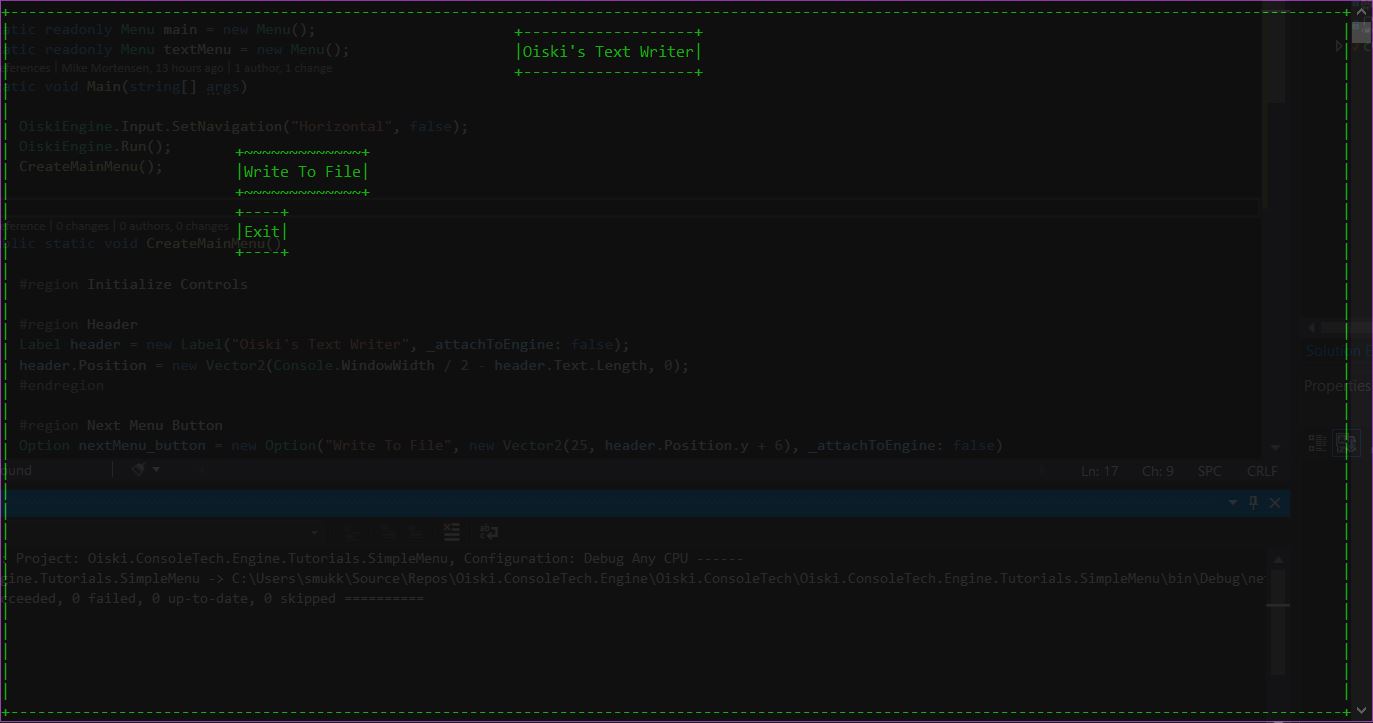 atic readonly Menu main = new Menu();
atic readonly Menu textMenu = new Menu();
eferences | Mike Mortensen, 13 hours ago | 1 author, 1 change
atic void Main(string[] args)
+-------------------+
|Oiski's Text Writer|
+-------------------+
OiskiEngine.Input.SetNavigation("Horizontal", false);
OiskiEngine.Run();
CreateMainMenu();
+~~~~~~~~~~~~~+
|Write To File|
+~~~~~~~~~~~~~+
+----+
|Exit|
+----+
eference | 0 changes | 0 authors, 0 changes
blic static void CreateMainMenu()
#region Initialize Controls
#region Header
Label header = new Label("Oiski's Text Writer", _attachToEngine: false);
header.Position = new Vector2(Console.WindowWidth / 2 - header.Text.Length, 0);
#endregion
#region Next Menu Button
Option nextMenu_button = new Option("Write To File", new Vector2(25, header.Position.y + 6), _attachToEngine: false)
ound
Ln: 17 Ch: 9 SPC CRLF
Solution E
Properties
Project: Oiski.ConsoleTech.Engine.Tutorials.SimpleMenu, Configuration: Debug Any CPU ------
gine.Tutorials.SimpleMenu -> C:\Users\smukk\Source\Repos\Oiski.ConsoleTech.Engine\Oiski.ConsoleTech\Oiski.ConsoleTech.Engine.Tutorials.SimpleMenu\bin\Debug\ne
cceeded, 0 failed, 0 up-to-date, 0 skipped ==========